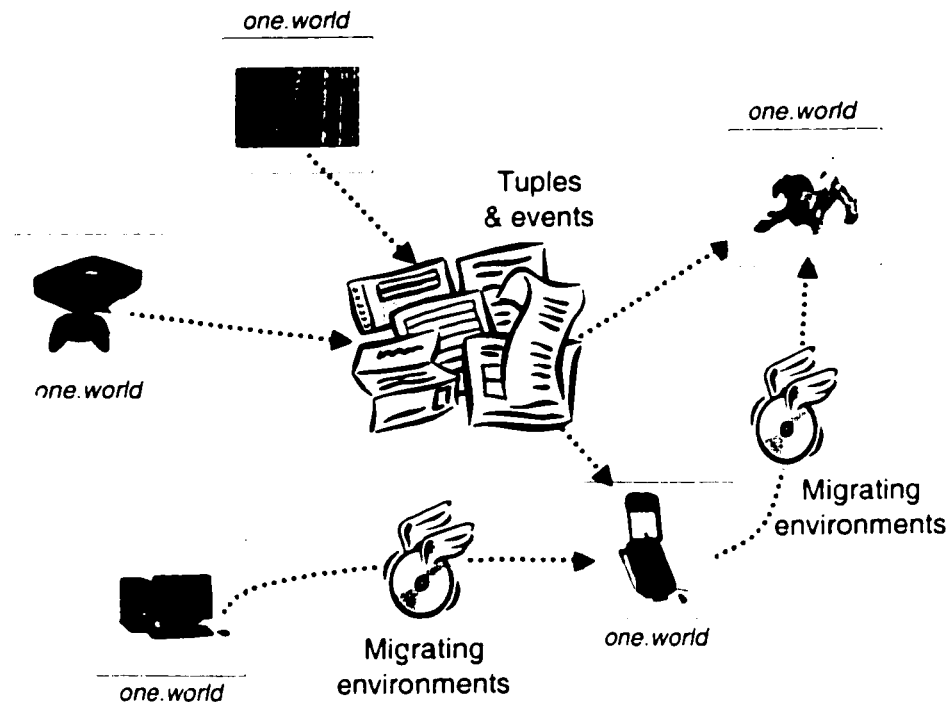 one.world
one.world
Tuples
& events
one.world
Migrating
environments
one.world
Migrating
environments
one.world